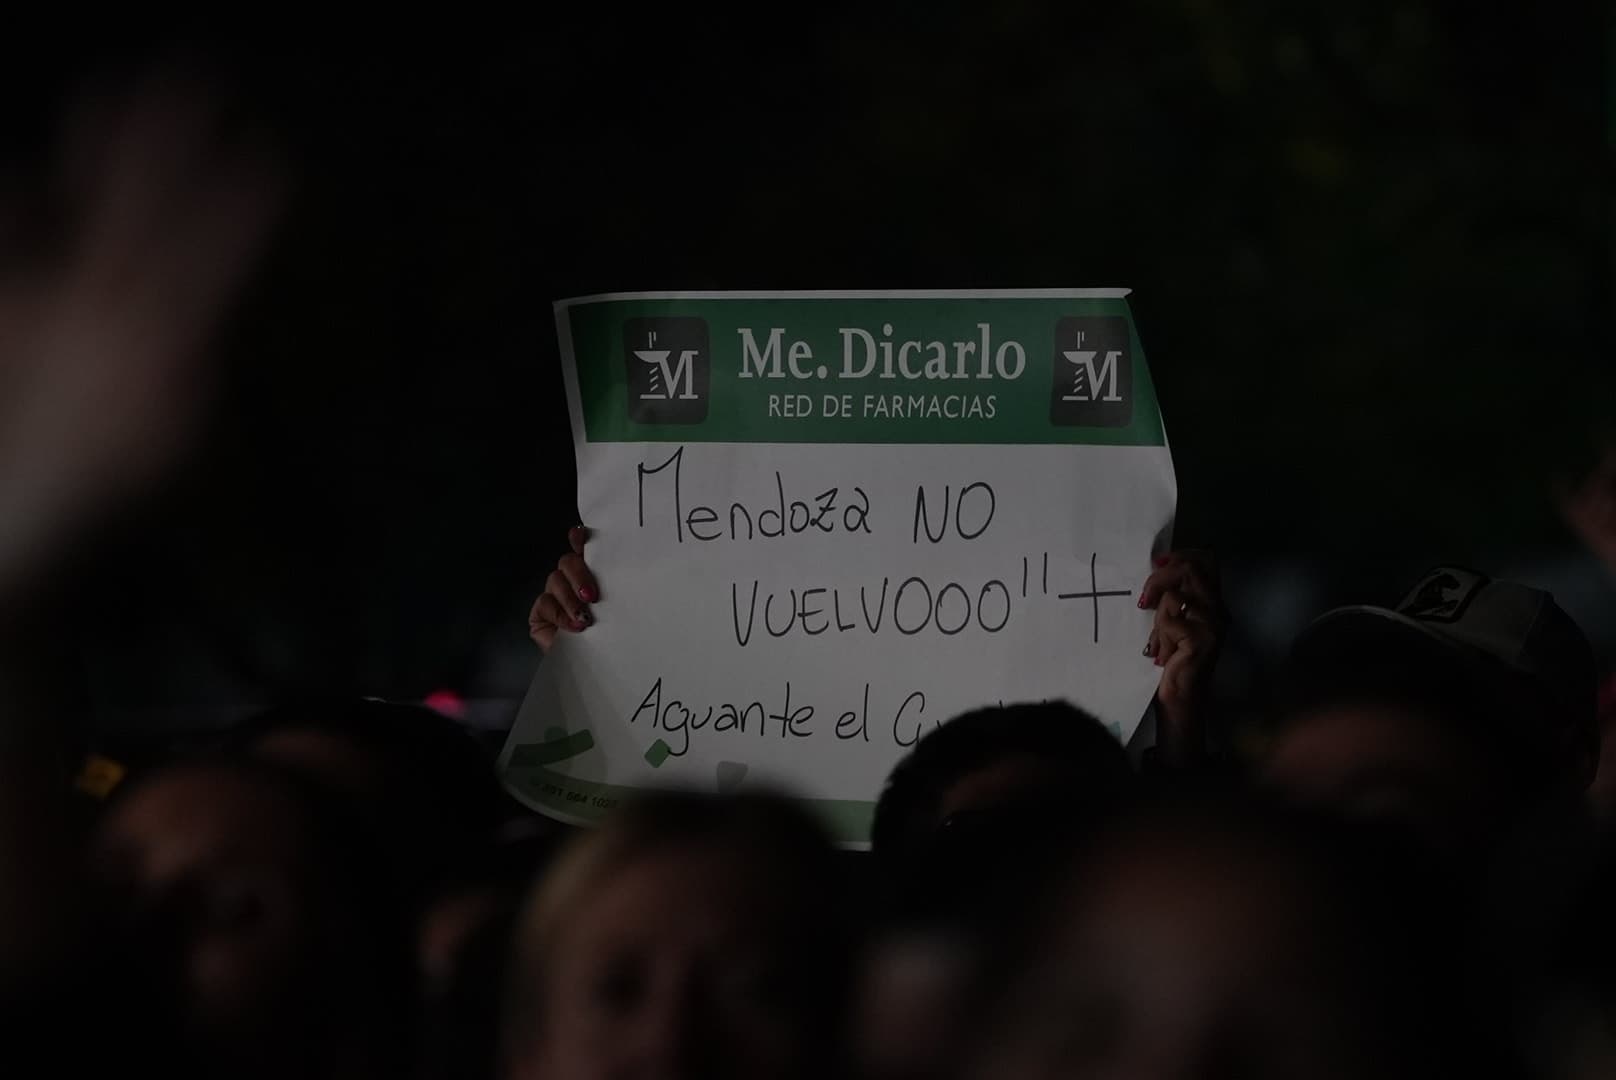 M
Me. Dicarlo
M
RED DE FARMACIAS
Mendoza NO
VUELVOOO" +
Aguante el